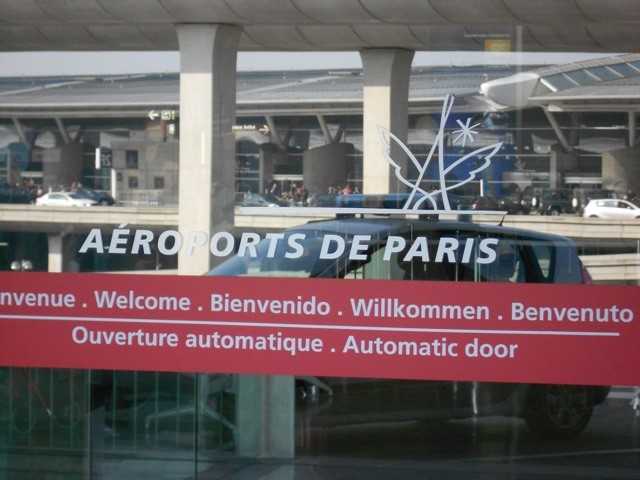 AÉROPORTS DE PARIS
nvenue . Welcome . Bienvenido . Willkommen . Benvenuto
Ouverture automatique . Automatic door